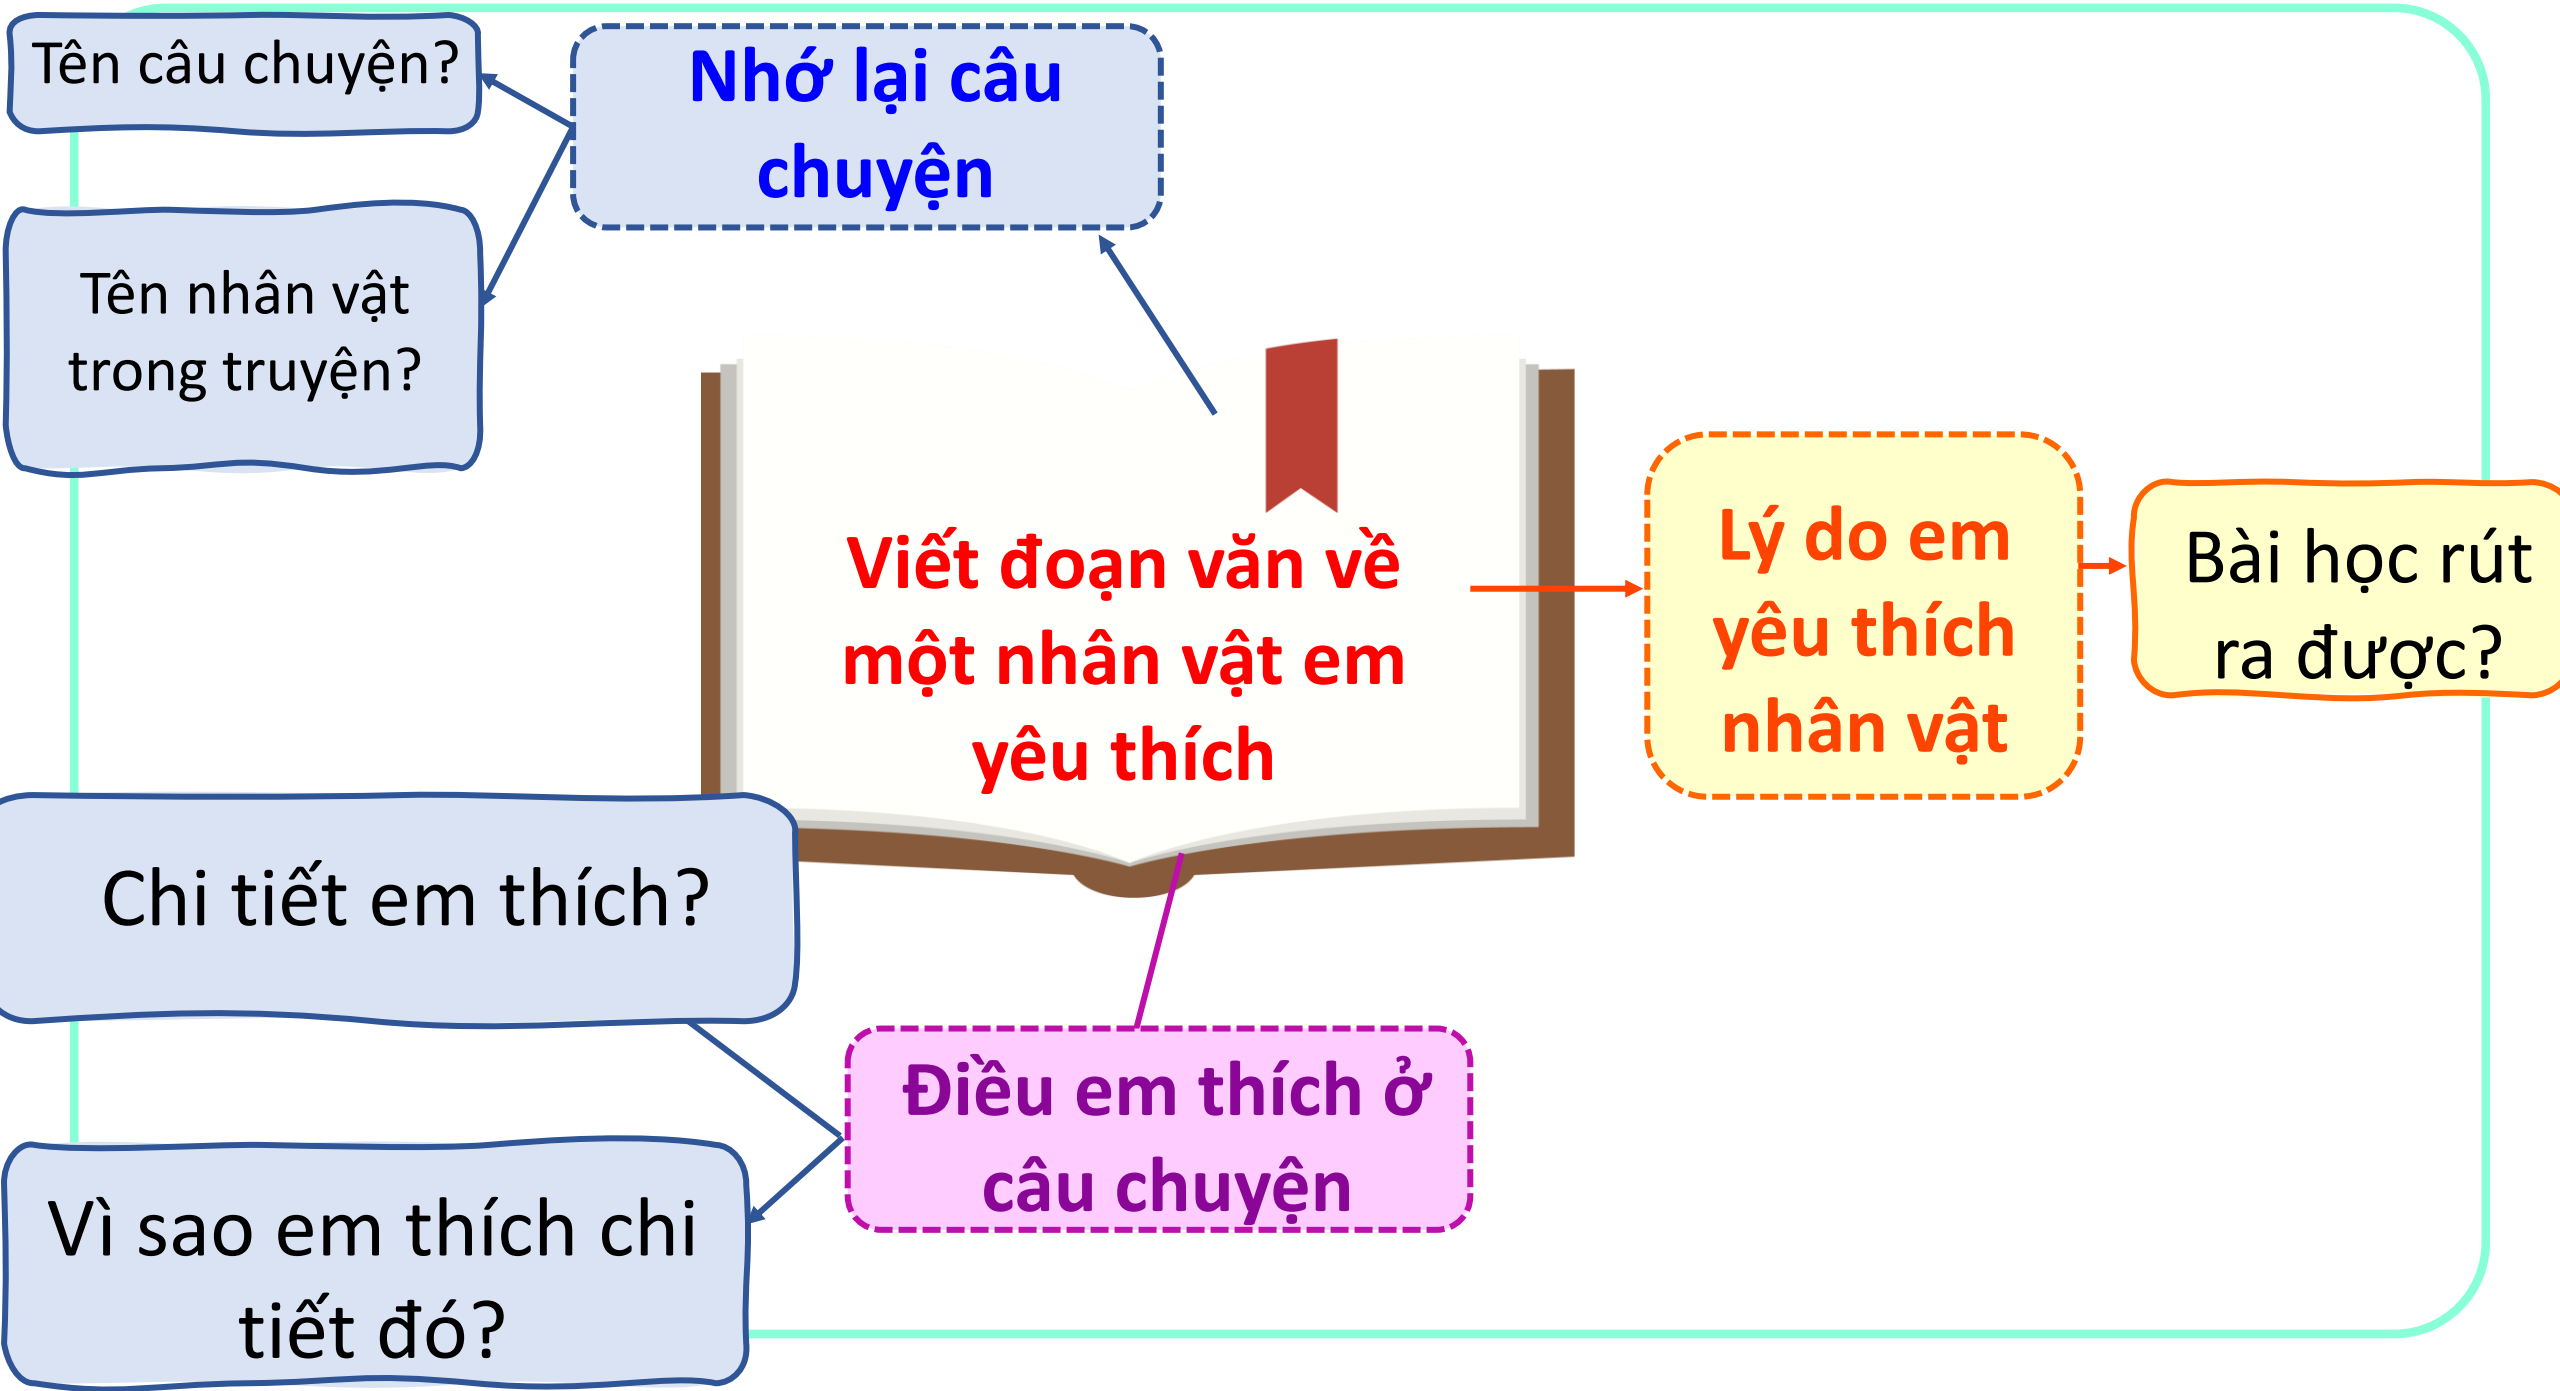 Tên câu chuyện?
Nhớ lại câu
chuyện
Tên nhân vật
trong truyện?
Viết đoạn văn về
một nhân vật em
yêu thích
Lý do em
yêu thích
nhân vật
Bài học rút
ra được?
Chi tiết em thích?
Điều em thích ở
câu chuyện
Vì sao em thích chi
tiết đó?